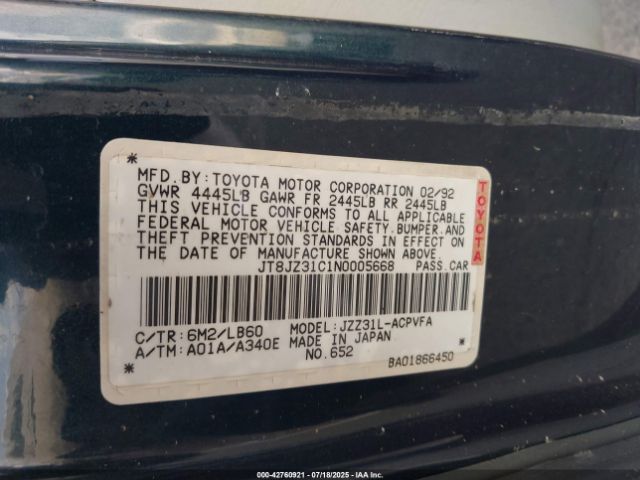 MFD.BY:TOYOTA MOTOR CORPORATION 02/92
GVWR 4445LB GAWR FR 2445LB RR 2445LB
THIS VEHICLE CONFORMS TO ALL APPLICABLE
FEDERAL MOTOR VEHICLE SAFETY,BUMPER,AND
THEFT PREVENTION STANDARDS IN EFFECT ON
THE DATE OF MANUFACTURE SHOWN ABOVE.
JT8JZ31C1N0005668 PASS.CAR
C/TR:6M2/LB60 MODEL:JZZ31L-ACPVFA
A/TM:A01A/A340E MADE IN JAPAN
NO.652 BA01866450
TOYOTA
000-42760921 07/18/2025 IAA Inc.